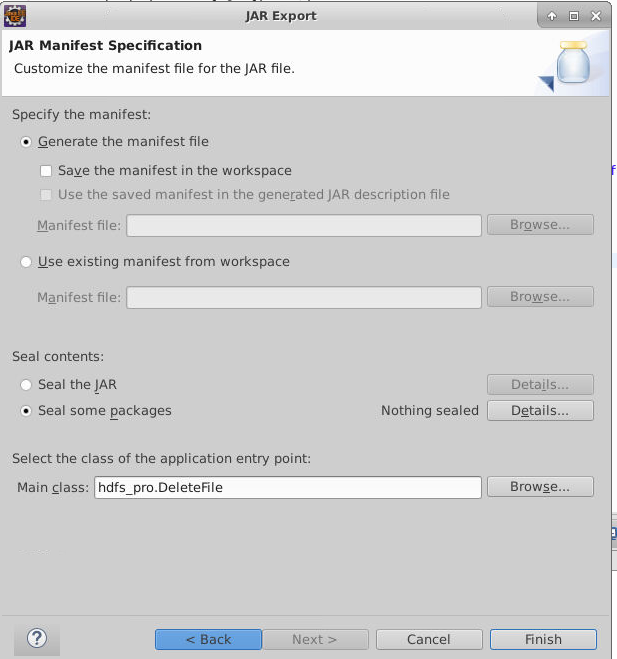 JAR Export
JAR Manifest Specification
Customize the manifest file for the JAR file.
Specify the manifest:
Generate the manifest file
Save the manifest in the workspace
Use the saved manifest in the generated JAR description file
Manifest file: Browse...
Use existing manifest from workspace
Manifest file: Browse...
Seal contents:
Seal the JAR Details...
Seal some packages Nothing sealed Details...
Select the class of the application entry point:
Main class: hdfs_pro.DeleteFile Browse...
? < Back Next > Cancel Finish